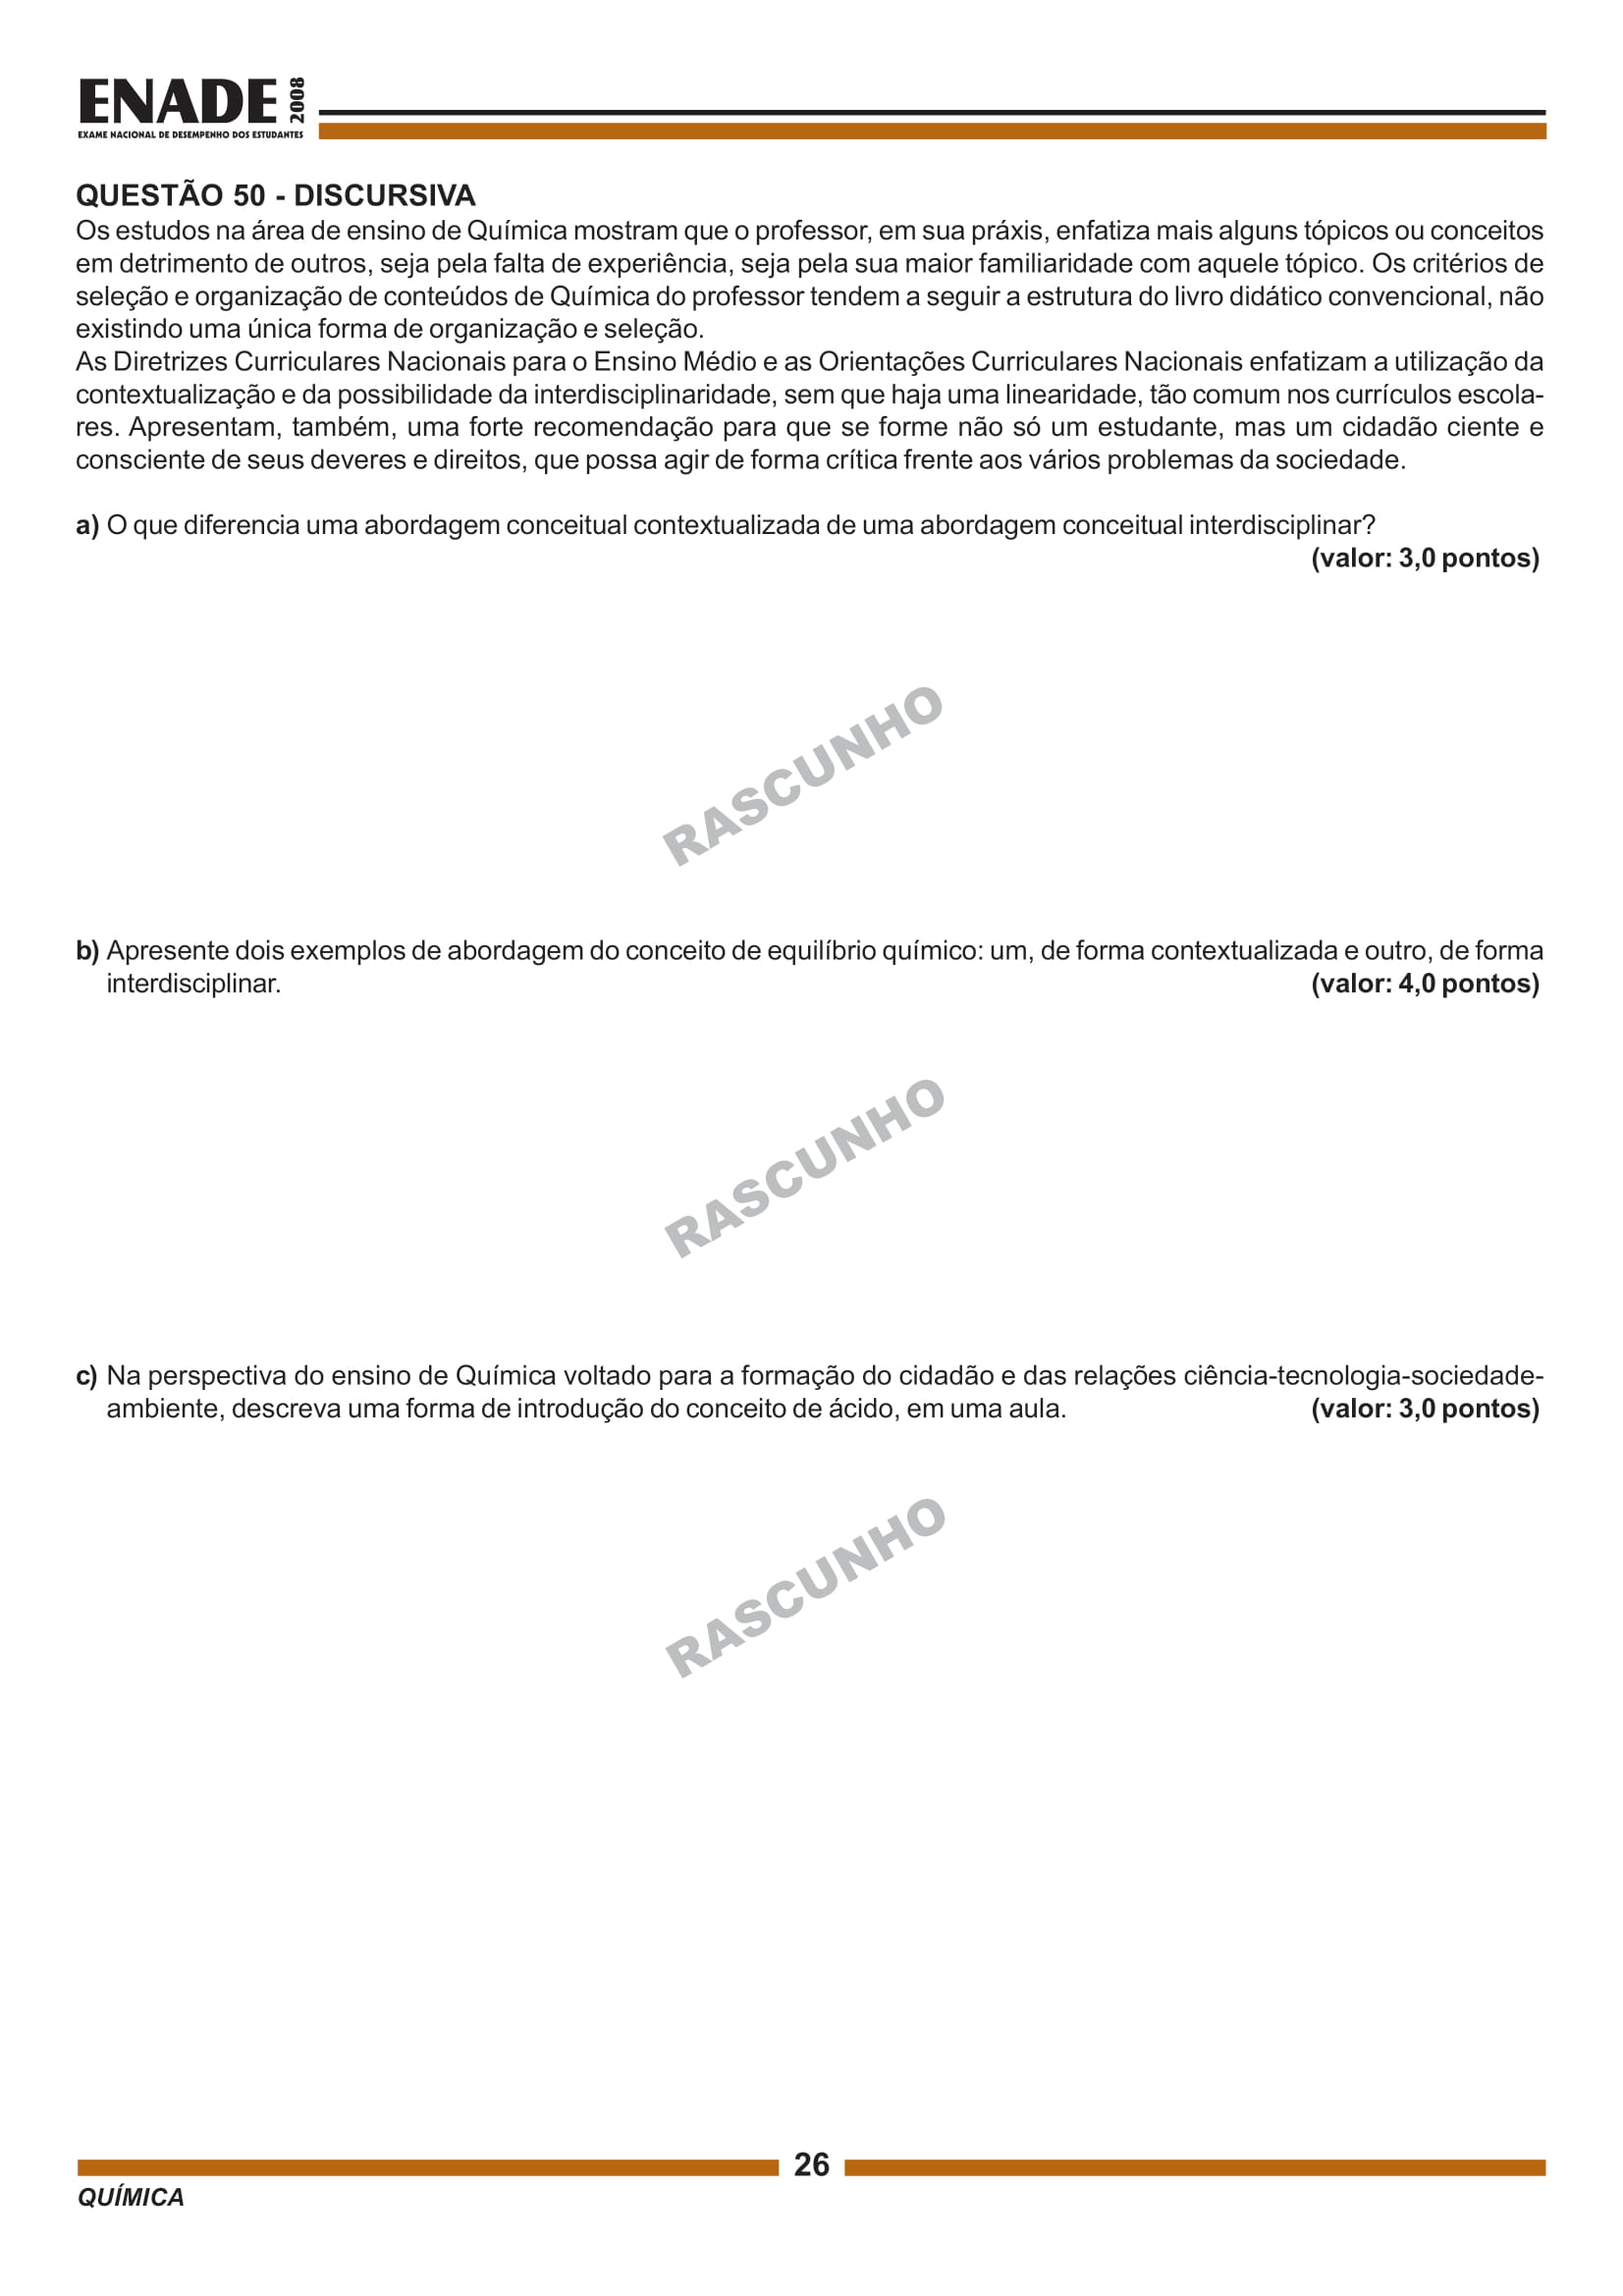 ENADE 2008
EXAME NACIONAL DE DESEMPENHO DOS ESTUDANTES
QUESTÃO 50 - DISCURSIVA
Os estudos na área de ensino de Química mostram que o professor, em sua práxis, enfatiza mais alguns tópicos ou conceitos
em detrimento de outros, seja pela falta de experiência, seja pela sua maior familiaridade com aquele tópico. Os critérios de
seleção e organização de conteúdos de Química do professor tendem a seguir a estrutura do livro didático convencional, não
existindo uma única forma de organização e seleção.
As Diretrizes Curriculares Nacionais para o Ensino Médio e as Orientações Curriculares Nacionais enfatizam a utilização da
contextualização e da possibilidade da interdisciplinaridade, sem que haja uma linearidade, tão comum nos currículos escola-
res. Apresentam, também, uma forte recomendação para que se forme não só um estudante, mas um cidadão ciente e
consciente de seus deveres e direitos, que possa agir de forma crítica frente aos vários problemas da sociedade.
a) O que diferencia uma abordagem conceitual contextualizada de uma abordagem conceitual interdisciplinar?
(valor: 3,0 pontos)
RASCUNHO
b) Apresente dois exemplos de abordagem do conceito de equilíbrio químico: um, de forma contextualizada e outro, de forma
interdisciplinar. (valor: 4,0 pontos)
RASCUNHO
c) Na perspectiva do ensino de Química voltado para a formação do cidadão e das relações ciência-tecnologia-sociedade-
ambiente, descreva uma forma de introdução do conceito de ácido, em uma aula. (valor: 3,0 pontos)
RASCUNHO
26
QUÍMICA